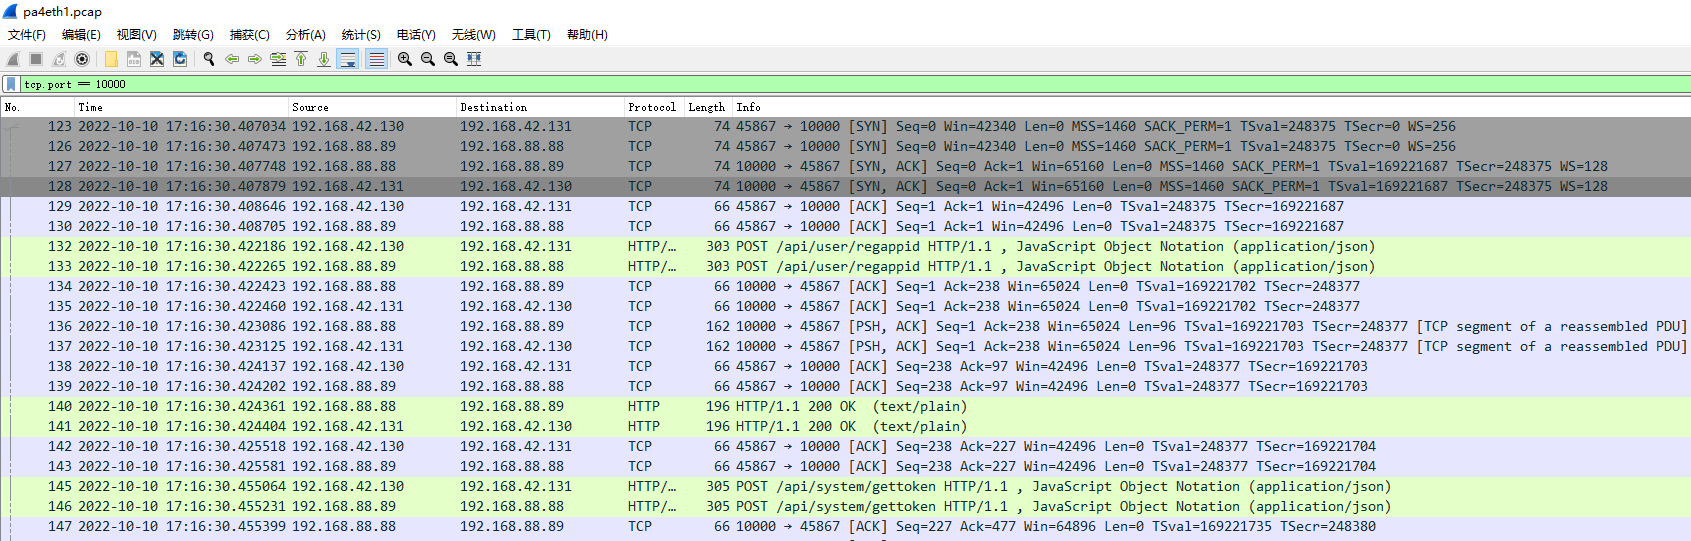 pa4eth1.pcap
文件(F) 编辑(E) 视图(V) 跳转(G) 捕获(C) 分析(A) 统计(S) 电话(Y) 无线(W) 工具(T) 帮助(H)
tcp.port == 10000
No. Time Source Destination Protocol Length Info
123 2022-10-10 17:16:30.407034 192.168.42.130 192.168.42.131 TCP 74 45867 → 10000 [SYN] Seq=0 Win=42340 Len=0 MSS=1460 SACK_PERM=1 TSval=248375 TSecr=0 WS=256
126 2022-10-10 17:16:30.407473 192.168.88.89 192.168.88.88 TCP 74 45867 → 10000 [SYN] Seq=0 Win=42340 Len=0 MSS=1460 SACK_PERM=1 TSval=248375 TSecr=0 WS=256
127 2022-10-10 17:16:30.407748 192.168.88.88 192.168.88.89 TCP 74 10000 → 45867 [SYN, ACK] Seq=0 Ack=1 Win=65160 Len=0 MSS=1460 SACK_PERM=1 TSval=169221687 TSecr=248375 WS=128
128 2022-10-10 17:16:30.407879 192.168.42.131 192.168.42.130 TCP 74 10000 → 45867 [SYN, ACK] Seq=0 Ack=1 Win=65160 Len=0 MSS=1460 SACK_PERM=1 TSval=169221687 TSecr=248375 WS=128
129 2022-10-10 17:16:30.408646 192.168.42.130 192.168.42.131 TCP 66 45867 → 10000 [ACK] Seq=1 Ack=1 Win=42496 Len=0 TSval=248375 TSecr=169221687
130 2022-10-10 17:16:30.408705 192.168.88.89 192.168.88.88 TCP 66 45867 → 10000 [ACK] Seq=1 Ack=1 Win=42496 Len=0 TSval=248375 TSecr=169221687
132 2022-10-10 17:16:30.422186 192.168.42.130 192.168.42.131 HTTP/… 303 POST /api/user/regappid HTTP/1.1 , JavaScript Object Notation (application/json)
133 2022-10-10 17:16:30.422265 192.168.88.89 192.168.88.88 HTTP/… 303 POST /api/user/regappid HTTP/1.1 , JavaScript Object Notation (application/json)
134 2022-10-10 17:16:30.422423 192.168.88.88 192.168.88.89 TCP 66 10000 → 45867 [ACK] Seq=1 Ack=238 Win=65024 Len=0 TSval=169221702 TSecr=248377
135 2022-10-10 17:16:30.422460 192.168.42.131 192.168.42.130 TCP 66 10000 → 45867 [ACK] Seq=1 Ack=238 Win=65024 Len=0 TSval=169221702 TSecr=248377
136 2022-10-10 17:16:30.423086 192.168.88.88 192.168.88.89 TCP 162 10000 → 45867 [PSH, ACK] Seq=1 Ack=238 Win=65024 Len=96 TSval=169221703 TSecr=248377 [TCP segment of a reassembled PDU]
137 2022-10-10 17:16:30.423125 192.168.42.131 192.168.42.130 TCP 162 10000 → 45867 [PSH, ACK] Seq=1 Ack=238 Win=65024 Len=96 TSval=169221703 TSecr=248377 [TCP segment of a reassembled PDU]
138 2022-10-10 17:16:30.424137 192.168.42.130 192.168.42.131 TCP 66 45867 → 10000 [ACK] Seq=238 Ack=97 Win=42496 Len=0 TSval=248377 TSecr=169221703
139 2022-10-10 17:16:30.424202 192.168.88.89 192.168.88.88 TCP 66 45867 → 10000 [ACK] Seq=238 Ack=97 Win=42496 Len=0 TSval=248377 TSecr=169221703
140 2022-10-10 17:16:30.424361 192.168.88.88 192.168.88.89 HTTP 196 HTTP/1.1 200 OK (text/plain)
141 2022-10-10 17:16:30.424404 192.168.42.131 192.168.42.130 HTTP 196 HTTP/1.1 200 OK (text/plain)
142 2022-10-10 17:16:30.425518 192.168.42.130 192.168.42.131 TCP 66 45867 → 10000 [ACK] Seq=238 Ack=227 Win=42496 Len=0 TSval=248377 TSecr=169221704
143 2022-10-10 17:16:30.425581 192.168.88.89 192.168.88.88 TCP 66 45867 → 10000 [ACK] Seq=238 Ack=227 Win=42496 Len=0 TSval=248377 TSecr=169221704
145 2022-10-10 17:16:30.455064 192.168.42.130 192.168.42.131 HTTP/… 305 POST /api/system/gettoken HTTP/1.1 , JavaScript Object Notation (application/json)
146 2022-10-10 17:16:30.455231 192.168.88.89 192.168.88.88 HTTP/… 305 POST /api/system/gettoken HTTP/1.1 , JavaScript Object Notation (application/json)
147 2022-10-10 17:16:30.455399 192.168.88.88 192.168.88.89 TCP 66 10000 → 45867 [ACK] Seq=227 Ack=477 Win=64896 Len=0 TSval=169221735 TSecr=248380